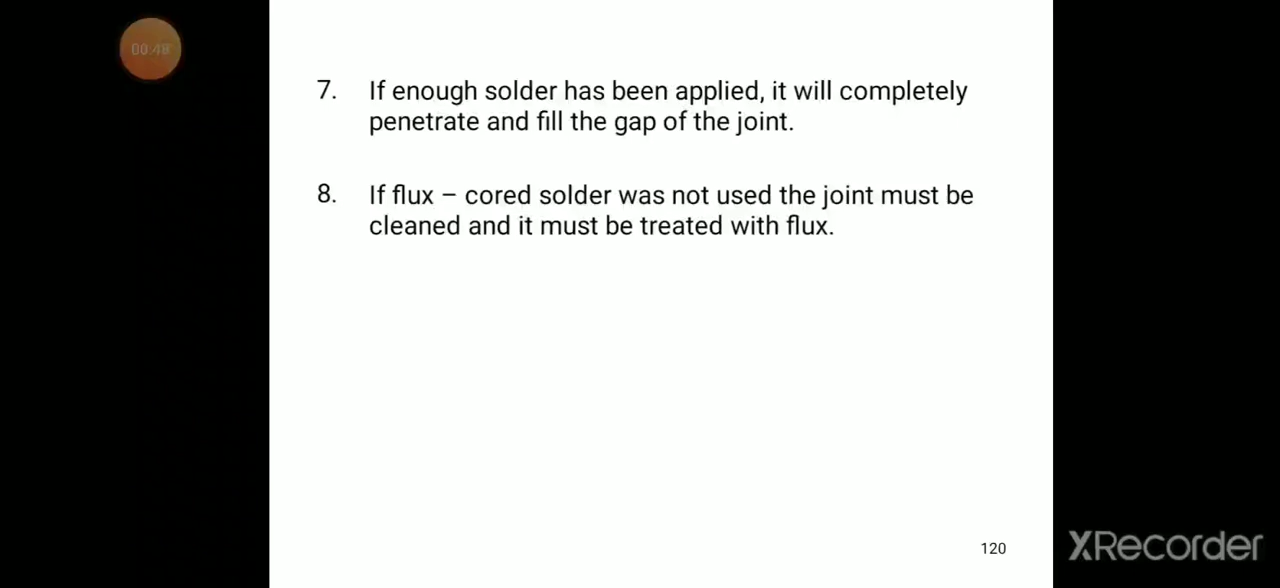 00:48
7. If enough solder has been applied, it will completely
penetrate and fill the gap of the joint.
8. If flux – cored solder was not used the joint must be
cleaned and it must be treated with flux.
120
XRecorder